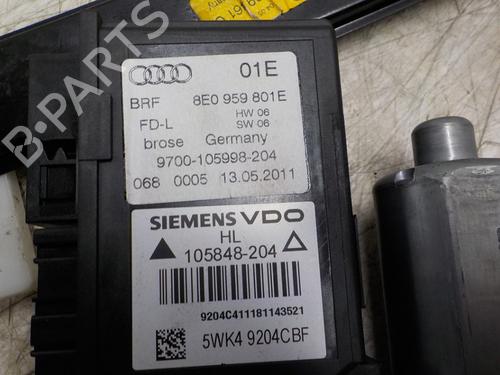 01E
BRF 8E0 959 801E
HW 06
FD-L SW 06
brose Germany
9700-105998-204
068 0005 13.05.2011
SIEMENS VDO
HL
105848-204
9204C411181143521
5WK4 9204CBF